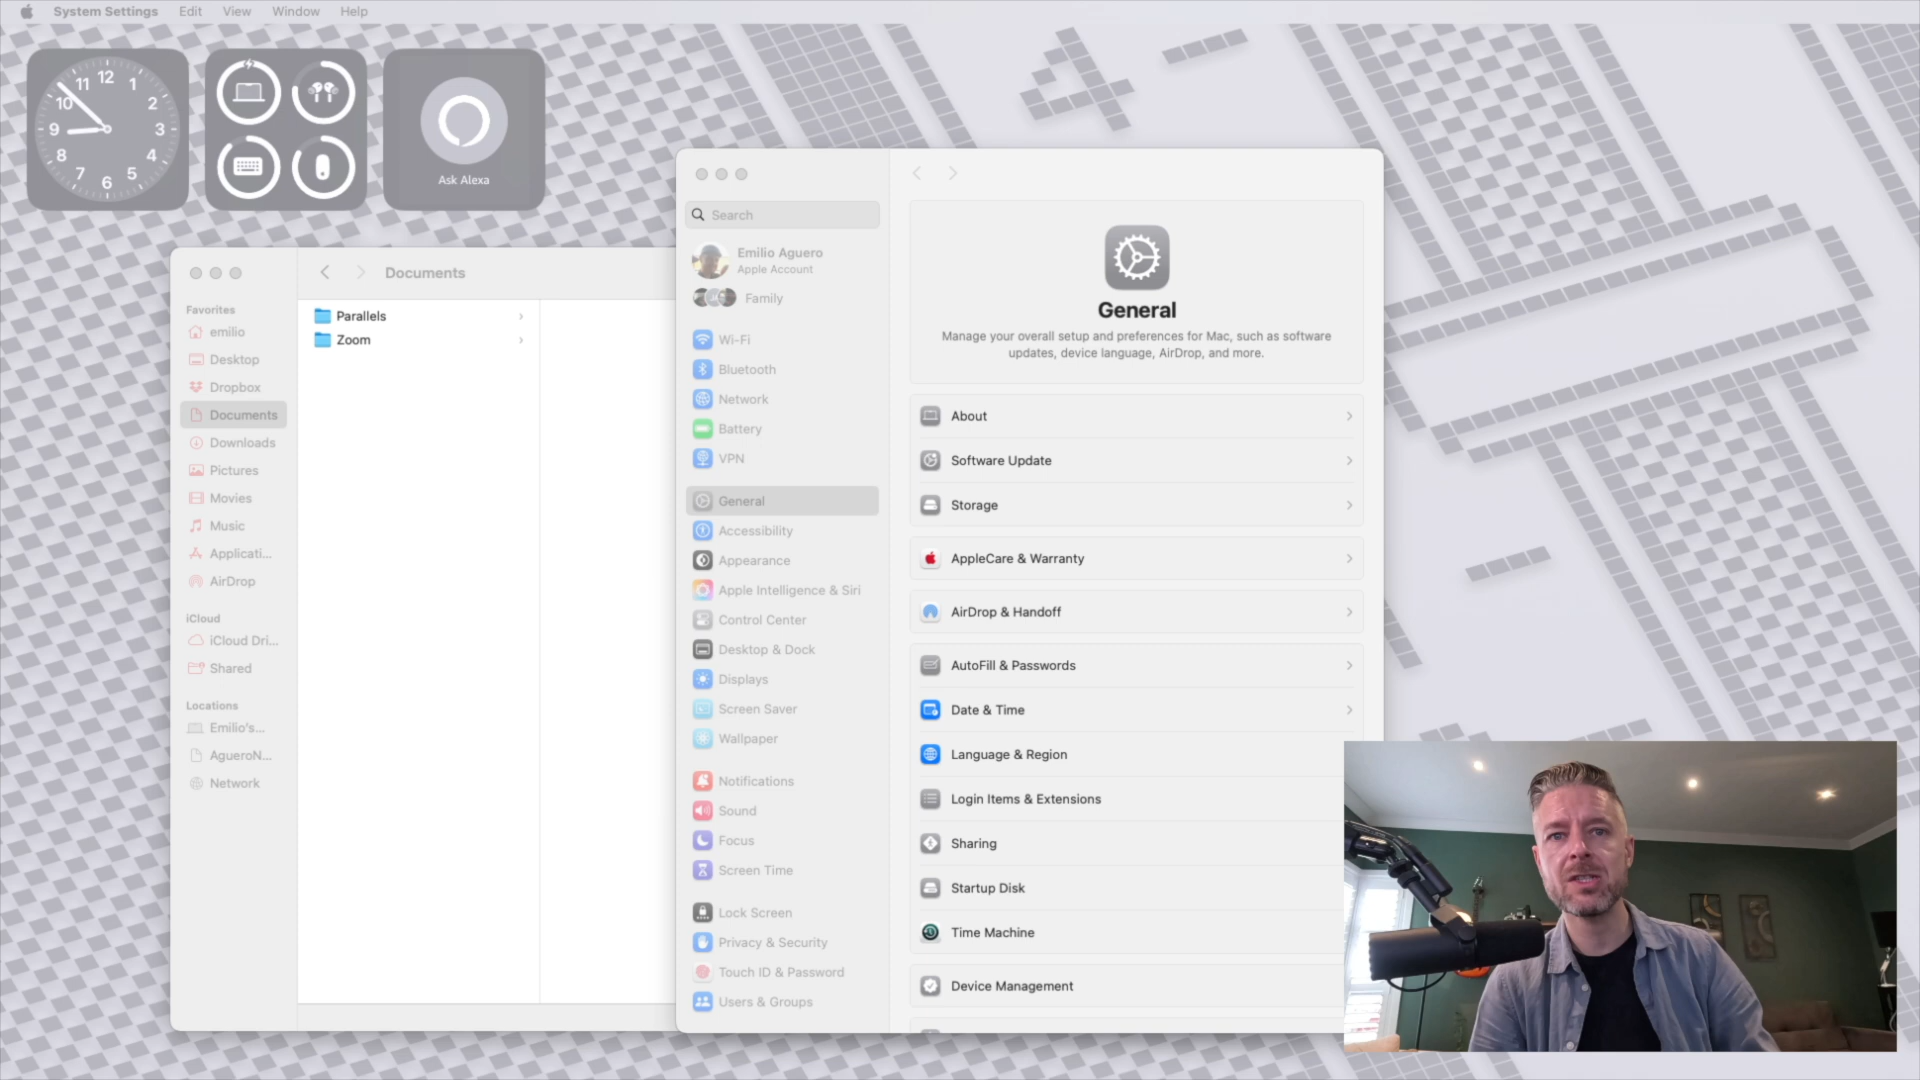 System Settings Edit View Window Help
12
11 1
10 2
9 3
8 4
7 5
6
Ask Alexa
Documents
Favorites
emilio
Desktop
Dropbox
Documents
Downloads
Pictures
Movies
Music
Applicati...
AirDrop
iCloud
iCloud Dri...
Shared
Locations
Emilio's...
AgueroN...
Network
Parallels
Zoom
Search
Emilio Aguero
Apple Account
Family
Wi-Fi
Bluetooth
Network
Battery
VPN
General
Accessibility
Appearance
Apple Intelligence & Siri
Control Center
Desktop & Dock
Displays
Screen Saver
Wallpaper
Notifications
Sound
Focus
Screen Time
Lock Screen
Privacy & Security
Touch ID & Password
Users & Groups
General
Manage your overall setup and preferences for Mac, such as software
updates, device language, AirDrop, and more.
About
Software Update
Storage
AppleCare & Warranty
AirDrop & Handoff
AutoFill & Passwords
Date & Time
Language & Region
Login Items & Extensions
Sharing
Startup Disk
Time Machine
Device Management